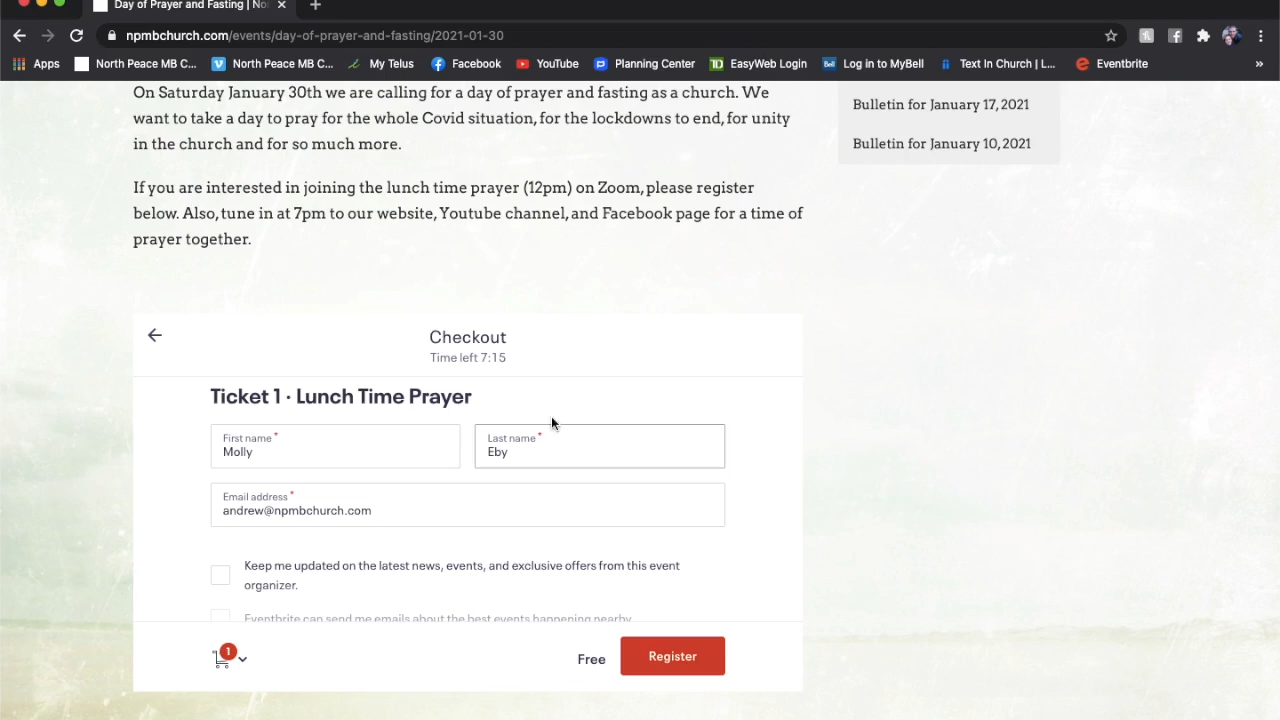 Day of Prayer and Fasting | No
npmbchurch.com/events/day-of-prayer-and-fasting/2021-01-30
Apps North Peace MB C... North Peace MB C... My Telus Facebook YouTube Planning Center TD EasyWeb Login Bell Log in to MyBell Text In Church | L... Eventbrite »
On Saturday January 30th we are calling for a day of prayer and fasting as a church. We
want to take a day to pray for the whole Covid situation, for the lockdowns to end, for unity
in the church and for so much more.
If you are interested in joining the lunch time prayer (12pm) on Zoom, please register
below. Also, tune in at 7pm to our website, Youtube channel, and Facebook page for a time of
prayer together.
Bulletin for January 17, 2021
Bulletin for January 10, 2021
Checkout
Time left 7:15
Ticket 1 · Lunch Time Prayer
First name *
Molly
Last name *
Eby
Email address *
andrew@npmbchurch.com
Keep me updated on the latest news, events, and exclusive offers from this event
organizer.
Eventbrite can send me emails about the best events happening nearby
1
Free
Register